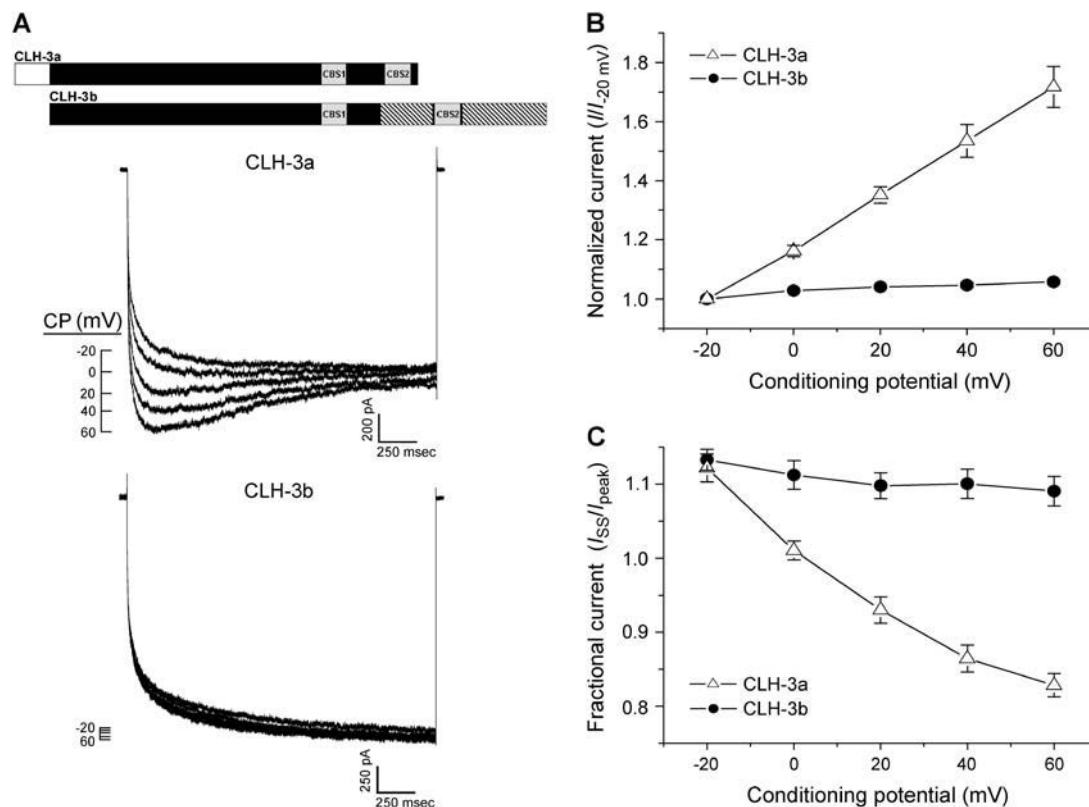 A
CLH-3a
CBS1 CBS2
CLH-3b
CBS1 CBS2
CLH-3a
CP (mV)
-20
0
20
40
60
200 pA
250 msec
CLH-3b
-20
60
250 pA
250 msec
B
CLH-3a
CLH-3b
Normalized current (I/I-20 mV)
1.8
1.6
1.4
1.2
1.0
-20 0 20 40 60
Conditioning potential (mV)
C
Fractional current (ISS/Ipeak)
1.1
1.0
0.9
0.8
CLH-3a
CLH-3b
-20 0 20 40 60
Conditioning potential (mV)